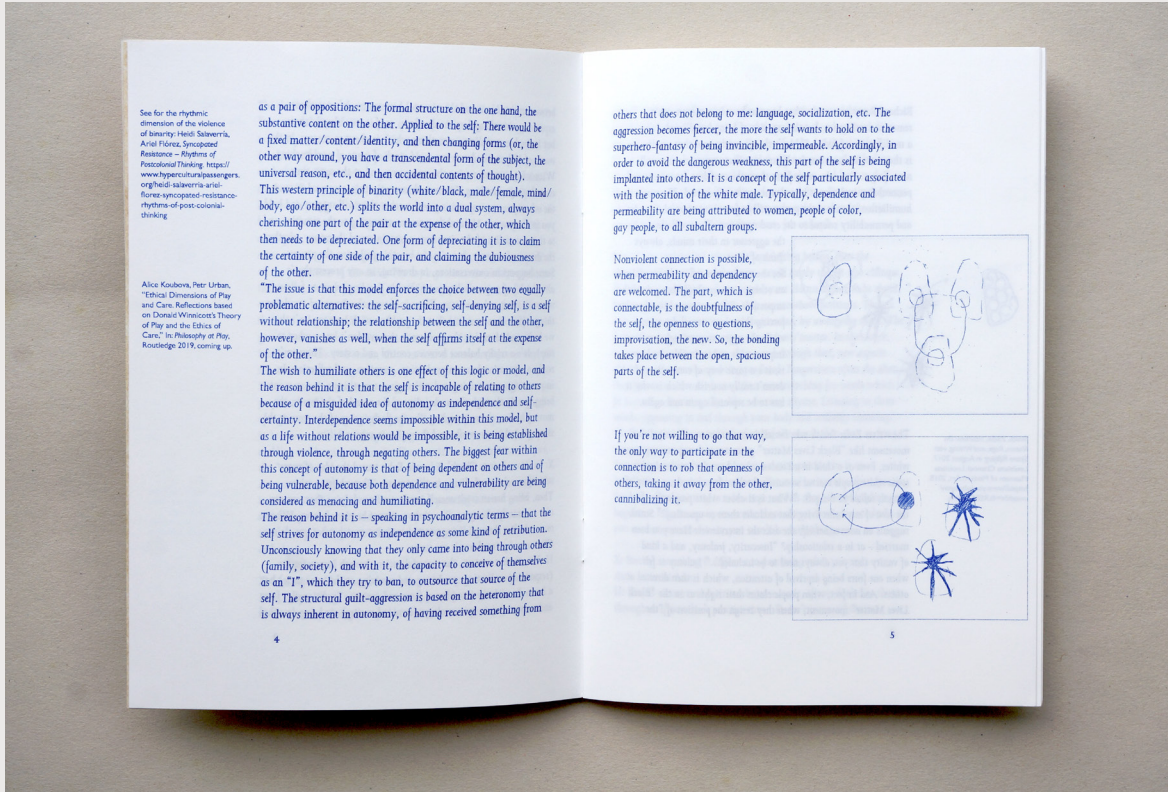 See for the rhythmic
dimension of the violence
of binarity: Heidi Salaverría,
Ariel Flórez, Syncopated
Resistance – Rhythms of
Postcolonial Thinking. https://
www.hyperculturalpassengers.
org/heidi-salaverria-ariel-
florez-syncopated-resistance-
rhythms-of-post-colonial-
thinking
Alice Koubova, Petr Urban,
"Ethical Dimensions of Play
and Care. Reflections based
on Donald Winnicott's Theory
of Play and the Ethics of
Care," in: Philosophy at Play,
Routledge 2019, coming up.
as a pair of oppositions: The formal structure on the one hand, the
substantive content on the other. Applied to the self: There would be
a fixed matter/content/identity, and then changing forms (or, the
other way around, you have a transcendental form of the subject, the
universal reason, etc., and then accidental contents of thought).
This western principle of binarity (white/black, male/female, mind/
body, ego/other, etc.) splits the world into a dual system, always
cherishing one part of the pair at the expense of the other, which
then needs to be depreciated. One form of depreciating it is to claim
the certainty of one side of the pair, and claiming the dubiousness
of the other.
"The issue is that this model enforces the choice between two equally
problematic alternatives: the self-sacrificing, self-denying self, is a self
without relationship; the relationship between the self and the other,
however, vanishes as well, when the self affirms itself at the expense
of the other."
The wish to humiliate others is one effect of this logic or model, and
the reason behind it is that the self is incapable of relating to others
because of a misguided idea of autonomy as independence and self-
certainty. Interdependence seems impossible within this model, but
as a life without relations would be impossible, it is being established
through violence, through negating others. The biggest fear within
this concept of autonomy is that of being dependent on others and of
being vulnerable, because both dependence and vulnerability are being
considered as menacing and humiliating.
The reason behind it is – speaking in psychoanalytic terms – that the
self strives for autonomy as independence as some kind of retribution.
Unconsciously knowing that they only came into being through others
(family, society), and with it, the capacity to conceive of themselves
as an "I", which they try to ban, to outsource that source of the
self. The structural guilt-aggression is based on the heteronomy that
is always inherent in autonomy, of having received something from
4
others that does not belong to me: language, socialization, etc. The
aggression becomes fiercer, the more the self wants to hold on to the
superhero-fantasy of being invincible, impermeable. Accordingly, in
order to avoid the dangerous weakness, this part of the self is being
implanted into others. It is a concept of the self particularly associated
with the position of the white male. Typically, dependence and
permeability are being attributed to women, people of color,
gay people, to all subaltern groups.
Nonviolent connection is possible,
when permeability and dependency
are welcomed. The part, which is
connectable, is the doubtfulness of
the self, the openness to questions,
improvisation, the new. So, the bonding
takes place between the open, spacious
parts of the self.
If you're not willing to go that way,
the only way to participate in the
connection is to rob that openness of
others, taking it away from the other,
cannibalizing it.
5